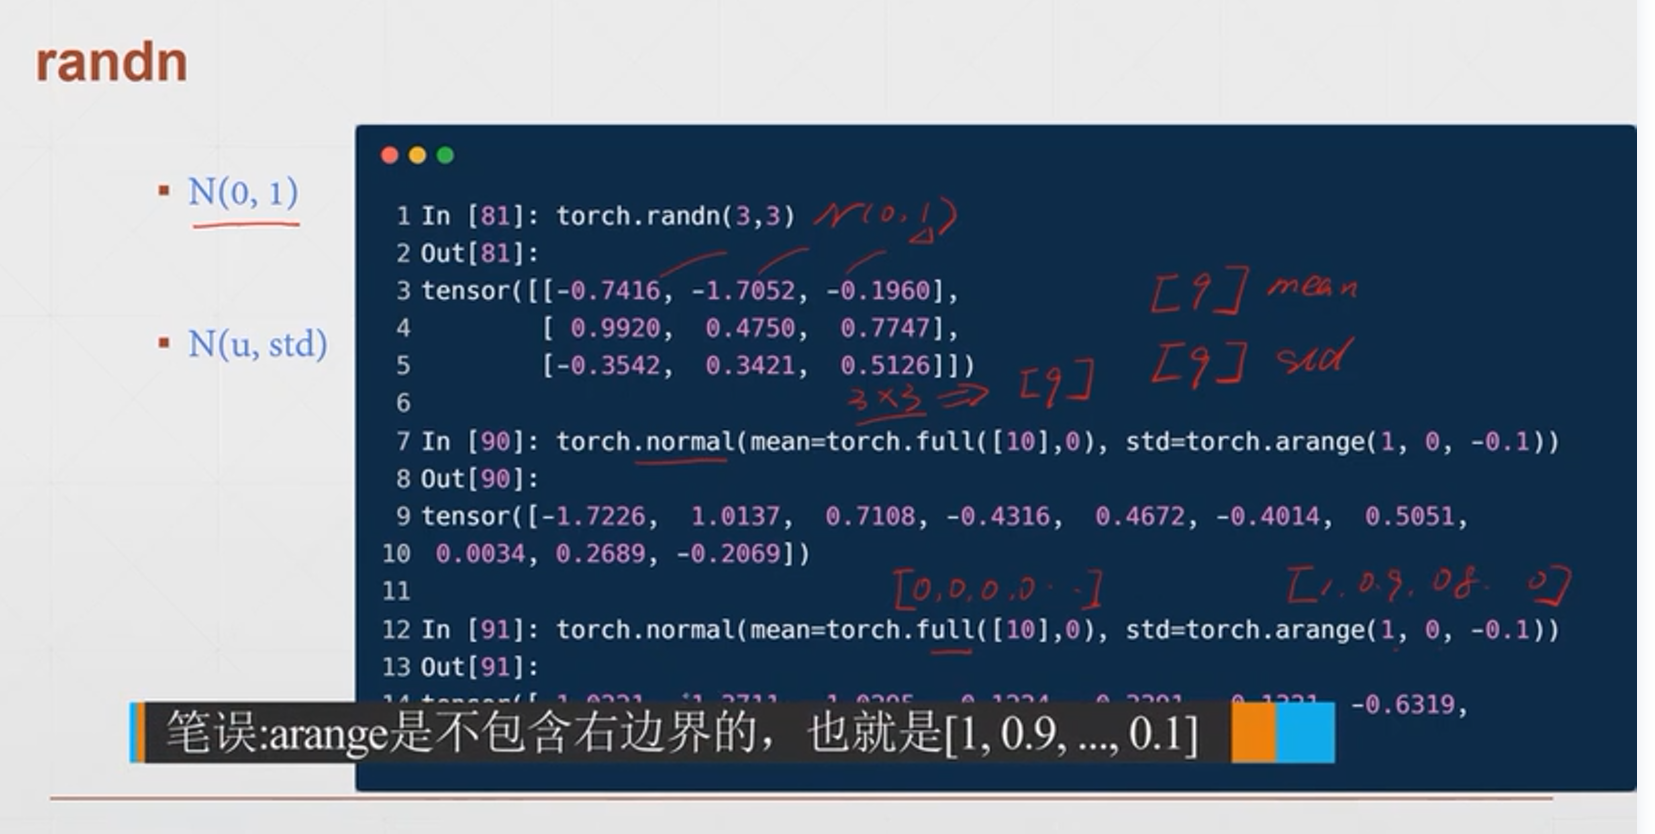 randn
N(0, 1)
N(u, std)
1 In [81]: torch.randn(3,3) N(0,1)
2 Out[81]:
3 tensor([[-0.7416, -1.7052, -0.1960],
[9] mean
4 [ 0.9920, 0.4750, 0.7747],
5 [-0.3542, 0.3421, 0.5126]])
[9] std
6
3×3 ⇒ [9]
7 In [90]: torch.normal(mean=torch.full([10],0), std=torch.arange(1, 0, -0.1))
8 Out[90]:
9 tensor([-1.7226, 1.0137, 0.7108, -0.4316, 0.4672, -0.4014, 0.5051,
10 0.0034, 0.2689, -0.2069])
11
[0,0,0.0··] [1. 0.9, 08. 0]
12 In [91]: torch.normal(mean=torch.full([10],0), std=torch.arange(1, 0, -0.1))
13 Out[91]:
-0.6319,
笔误:arange是不包含右边界的，也就是[1, 0.9, ..., 0.1]